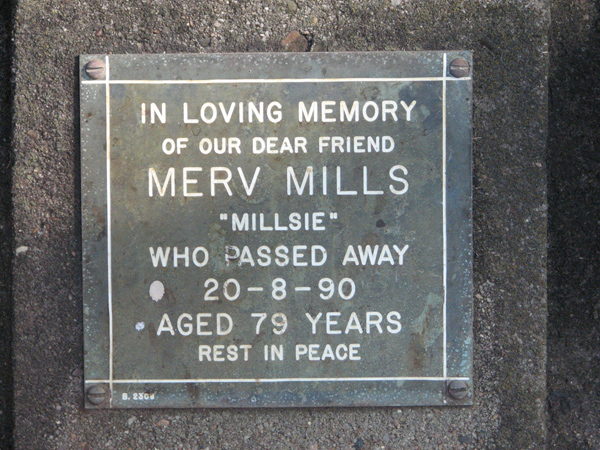 IN LOVING MEMORY
OF OUR DEAR FRIEND
MERV MILLS
"MILLSIE"
WHO PASSED AWAY
20-8-90
AGED 79 YEARS
REST IN PEACE
B.